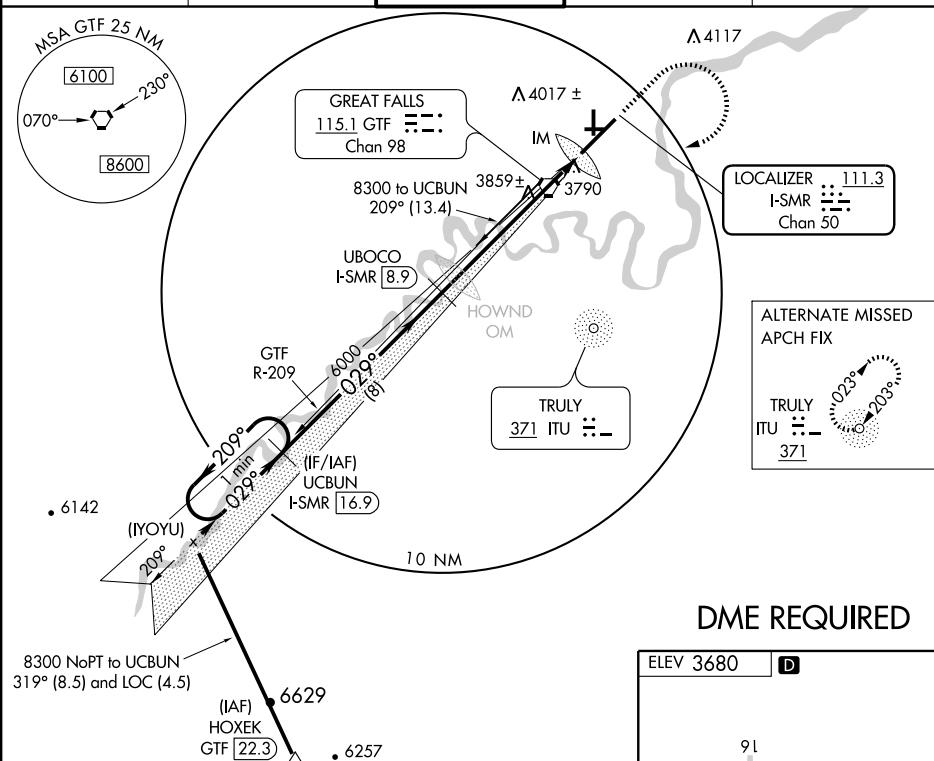 MSA GTF 25 NM
6100
230°
070°
8600
GREAT FALLS
115.1 GTF
Chan 98
4117
4017 ±
IM
3859±
3790
8300 to UCBUN
209° (13.4)
LOCALIZER 111.3
I-SMR
Chan 50
UBOCO
I-SMR 8.9
HOWND
OM
ALTERNATE MISSED
APCH FIX
023°
203°
TRULY
ITU
371
GTF
R-209
6000
029°
(8)
TRULY
371 ITU
209°
1 min
029°
(IF/IAF)
UCBUN
I-SMR 16.9
6142
(IYOYU)
209°
10 NM
DME REQUIRED
8300 NoPT to UCBUN
319° (8.5) and LOC (4.5)
6629
(IAF)
HOXEK
GTF 22.3
6257
ELEV 3680 D
91